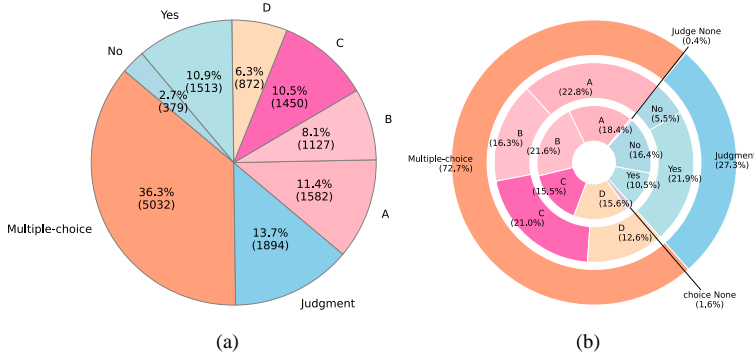 D
Yes
C
No
6.3%
(872)
10.9%
(1513)
2.7%
(379)
10.5%
(1450)
8.1%
(1127)
B
36.3%
(5032)
11.4%
(1582)
A
Multiple-choice
13.7%
(1894)
Judgment
(a)
Judge None
(0.4%)
A
(22.8%)
No
(5.5%)
A
(18.4%)
B
(16.3%)
B
(21.6%)
No
(16.4%)
Multiple-choice
(72.7%)
Yes
(21.9%)
Judgment
(27.3%)
C
(15.5%)
Yes
(10.5%)
D
(15.6%)
C
(21.0%)
D
(12.6%)
choice None
(1.6%)
(b)